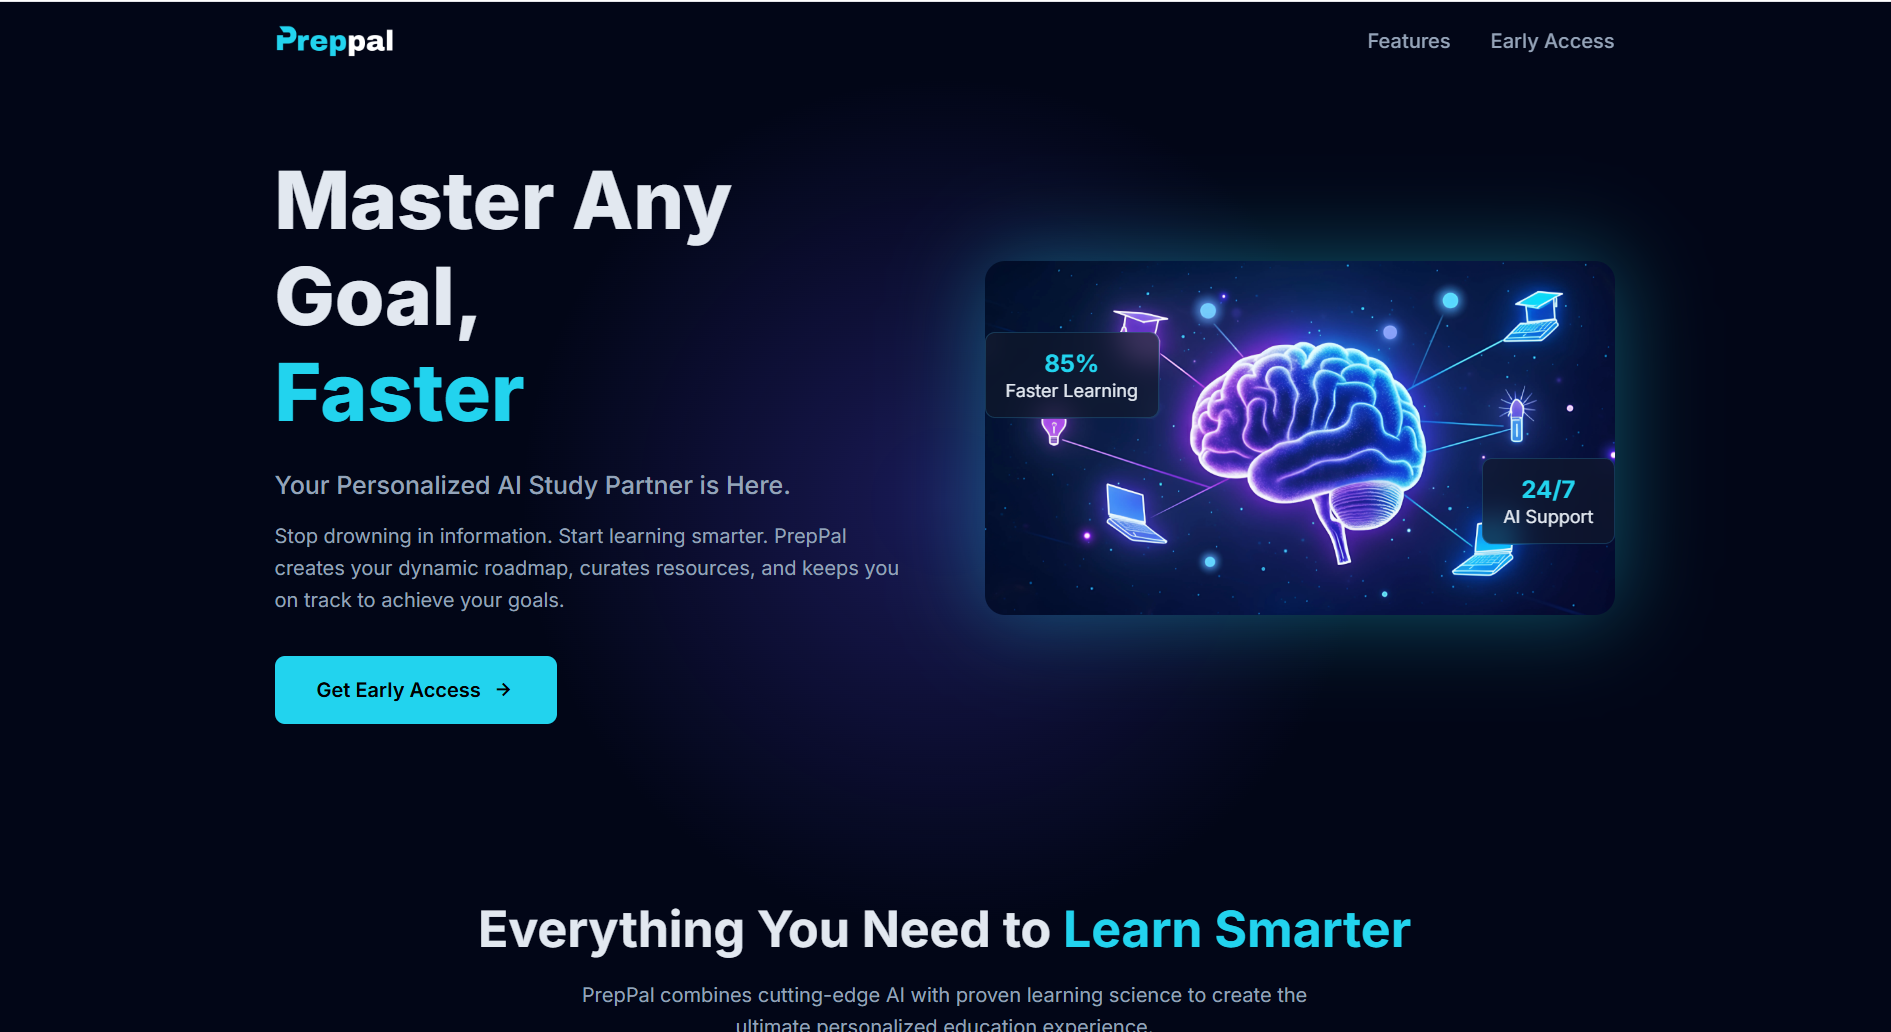 Preppal
Features
Early Access
Master Any
Goal,
Faster
Your Personalized AI Study Partner is Here.
Stop drowning in information. Start learning smarter. PrepPal
creates your dynamic roadmap, curates resources, and keeps you
on track to achieve your goals.
Get Early Access →
85%
Faster Learning
24/7
AI Support
Everything You Need to Learn Smarter
PrepPal combines cutting-edge AI with proven learning science to create the
ultimate personalized education experience.